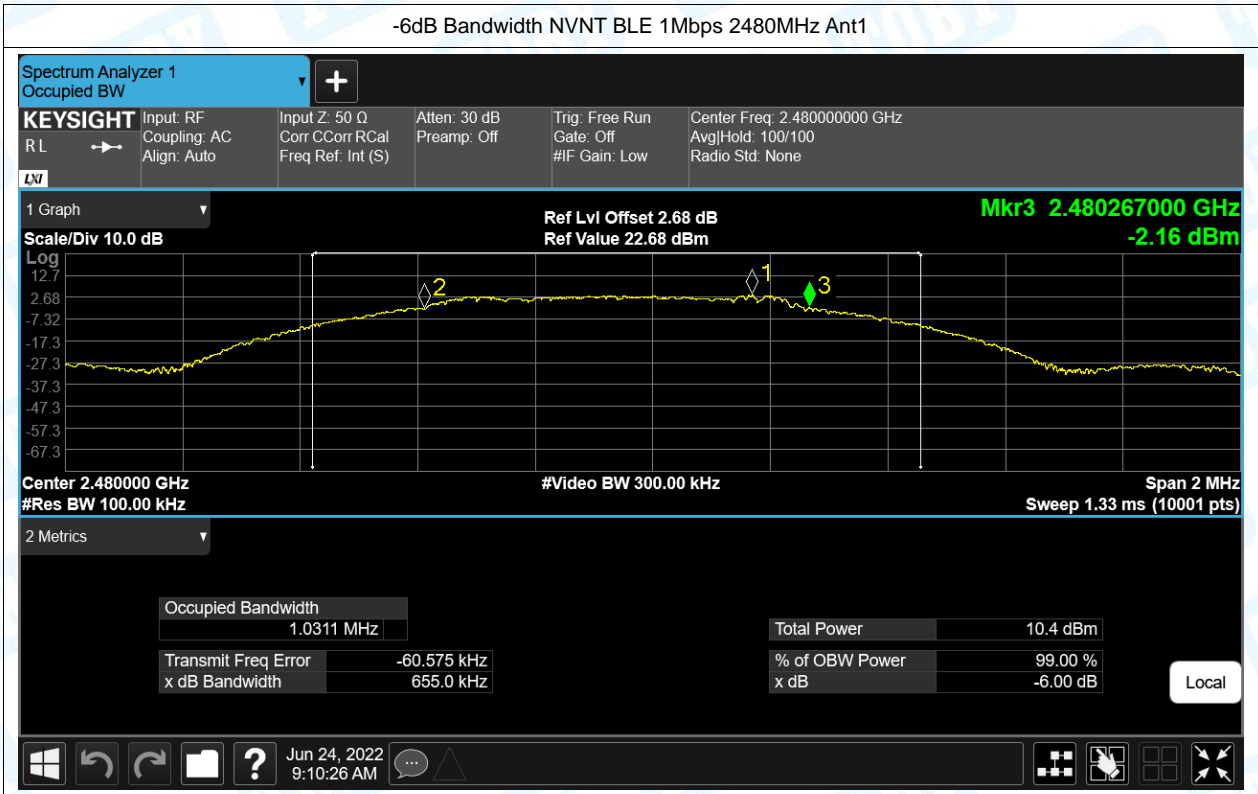 -6dB Bandwidth NVNT BLE 1Mbps 2480MHz Ant1
Spectrum Analyzer 1
Occupied BW
+
KEYSIGHT Input: RF Input Z: 50 Ω Atten: 30 dB Trig: Free Run Center Freq: 2.480000000 GHz
RL Coupling: AC Corr CCorr RCal Preamp: Off Gate: Off Avg|Hold: 100/100
Align: Auto Freq Ref: Int (S) #IF Gain: Low Radio Std: None
LXI
1 Graph Ref Lvl Offset 2.68 dB Mkr3 2.480267000 GHz
Scale/Div 10.0 dB Ref Value 22.68 dBm -2.16 dBm
Log
12.7
2.68
-7.32
-17.3
-27.3
-37.3
-47.3
-57.3
-67.3
2 1 3
Center 2.480000 GHz #Video BW 300.00 kHz Span 2 MHz
#Res BW 100.00 kHz Sweep 1.33 ms (10001 pts)
2 Metrics
Occupied Bandwidth
1.0311 MHz Total Power 10.4 dBm
Transmit Freq Error -60.575 kHz % of OBW Power 99.00 %
x dB Bandwidth 655.0 kHz x dB -6.00 dB
Local
? Jun 24, 2022
9:10:26 AM